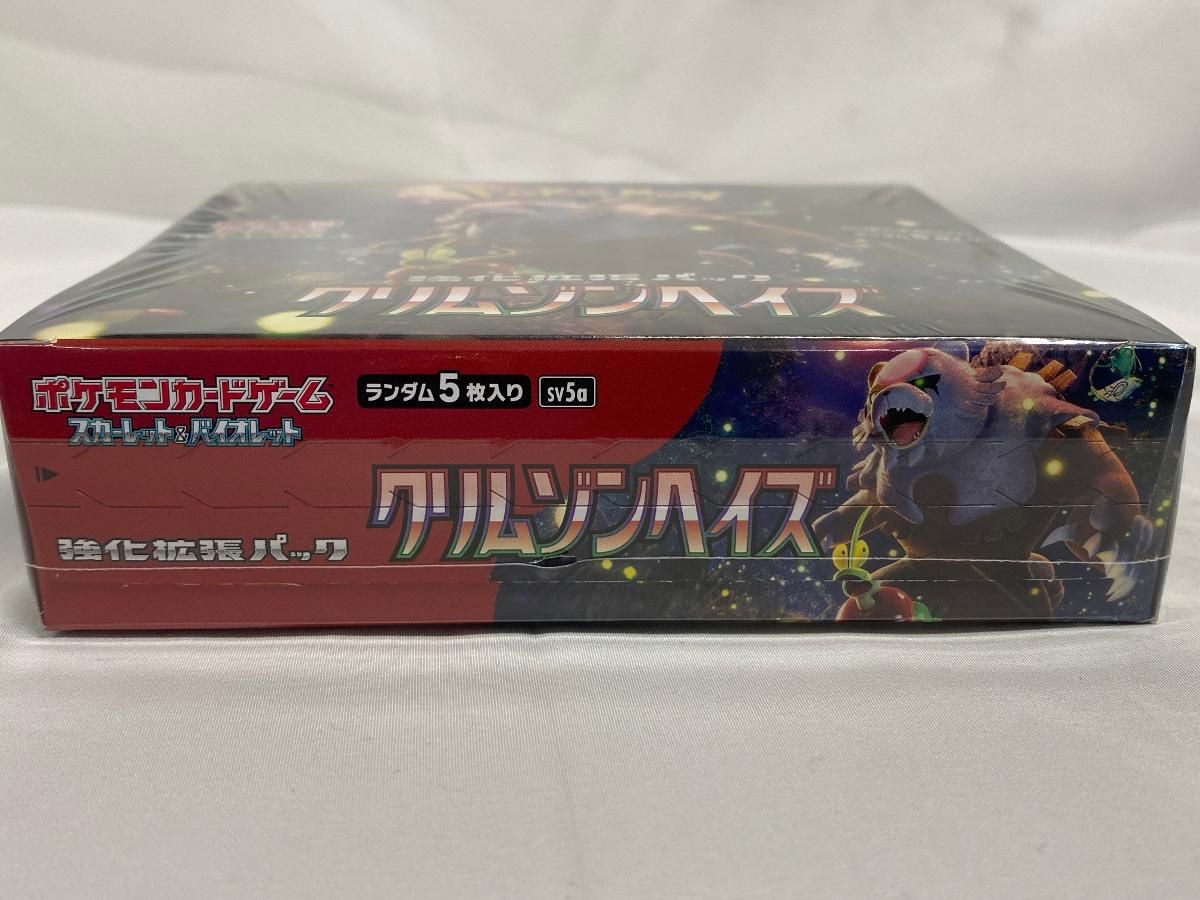 強化拡張パック
クリムゾンヘイズ
ポケモンカードゲーム
スカーレット&バイオレット
ランダム5枚入り sv5a
クリムゾンヘイズ
強化拡張パック